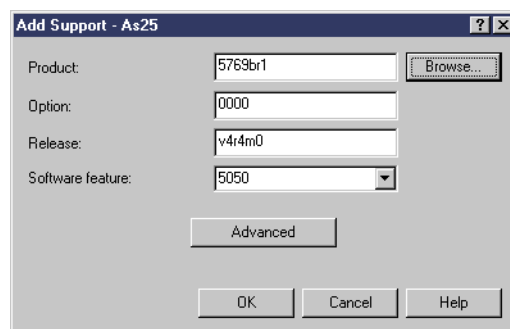 Add Support - As25
Product: 5769br1 Browse...
Option: 0000
Release: v4r4m0
Software feature: 5050
Advanced
OK Cancel Help